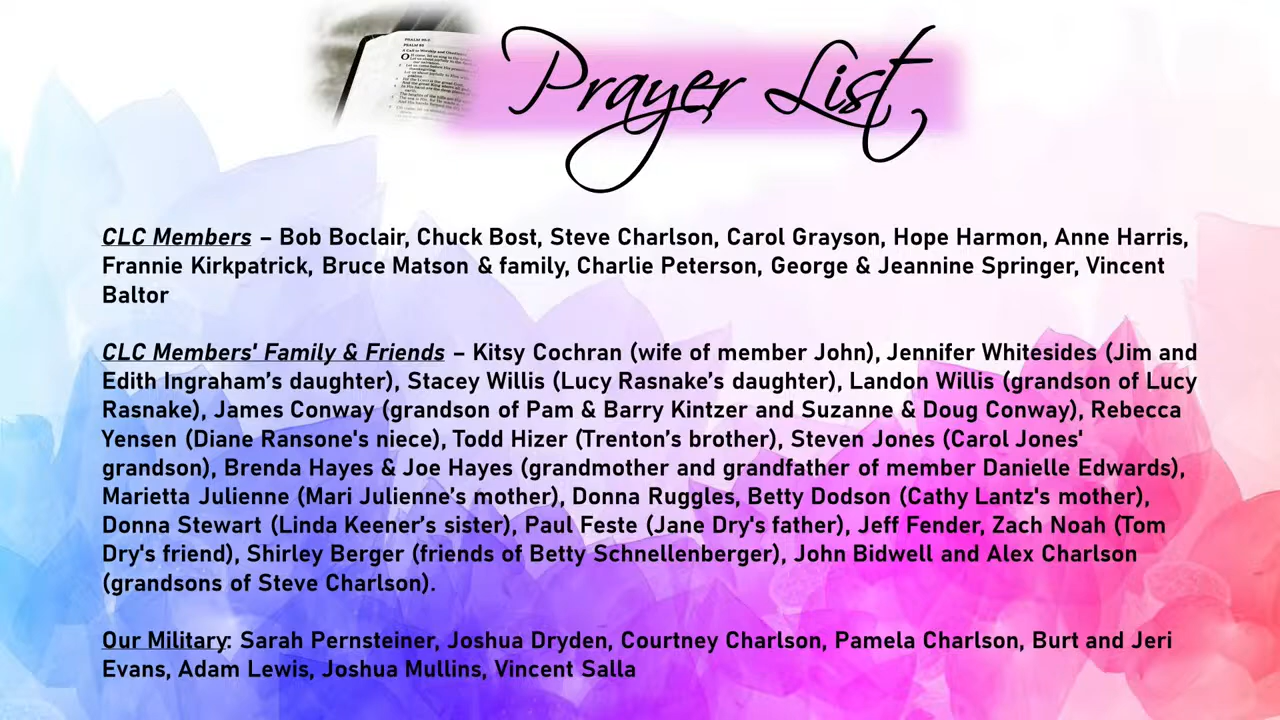 PSALM 95
Prayer List
CLC Members – Bob Boclair, Chuck Bost, Steve Charlson, Carol Grayson, Hope Harmon, Anne Harris,
Frannie Kirkpatrick, Bruce Matson & family, Charlie Peterson, George & Jeannine Springer, Vincent
Baltor
CLC Members' Family & Friends – Kitsy Cochran (wife of member John), Jennifer Whitesides (Jim and
Edith Ingraham’s daughter), Stacey Willis (Lucy Rasnake’s daughter), Landon Willis (grandson of Lucy
Rasnake), James Conway (grandson of Pam & Barry Kintzer and Suzanne & Doug Conway), Rebecca
Yensen (Diane Ransone's niece), Todd Hizer (Trenton’s brother), Steven Jones (Carol Jones'
grandson), Brenda Hayes & Joe Hayes (grandmother and grandfather of member Danielle Edwards),
Marietta Julienne (Mari Julienne’s mother), Donna Ruggles, Betty Dodson (Cathy Lantz's mother),
Donna Stewart (Linda Keener’s sister), Paul Feste (Jane Dry's father), Jeff Fender, Zach Noah (Tom
Dry's friend), Shirley Berger (friends of Betty Schnellenberger), John Bidwell and Alex Charlson
(grandsons of Steve Charlson).
Our Military: Sarah Pernsteiner, Joshua Dryden, Courtney Charlson, Pamela Charlson, Burt and Jeri
Evans, Adam Lewis, Joshua Mullins, Vincent Salla